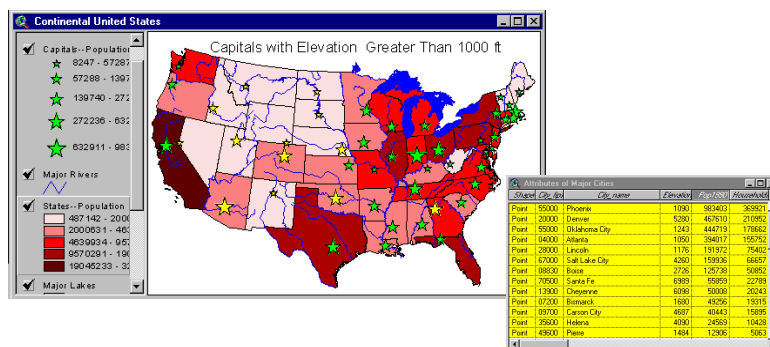 Continental United States
Capitals--Population
8247 - 57287
57288 - 1397
139740 - 272
272236 - 632
632911 - 983
Major Rivers
States--Population
487142 - 2000
2000631 - 463
4639934 - 957
9570291 - 190
19045233 - 32
Major Lakes
Capitals with Elevation Greater Than 1000 ft
Attributes of Major Cities
Shape City_fips City_name Elevation Pop1990 Households
Point 55000 Phoenix 1090 983403 369921
Point 20000 Denver 5280 467610 210952
Point 55000 Oklahoma City 1243 444719 178662
Point 04000 Atlanta 1050 394017 155752
Point 28000 Lincoln 1176 191972 75402
Point 67000 Salt Lake City 4260 159936 66657
Point 08830 Boise 2726 125738 50852
Point 70500 Santa Fe 6989 55859 22789
Point 13900 Cheyenne 6098 50008 20243
Point 07200 Bismarck 1680 49256 19315
Point 09700 Carson City 4687 40443 15895
Point 35600 Helena 4090 24569 10428
Point 49600 Pierre 1484 12906 5063